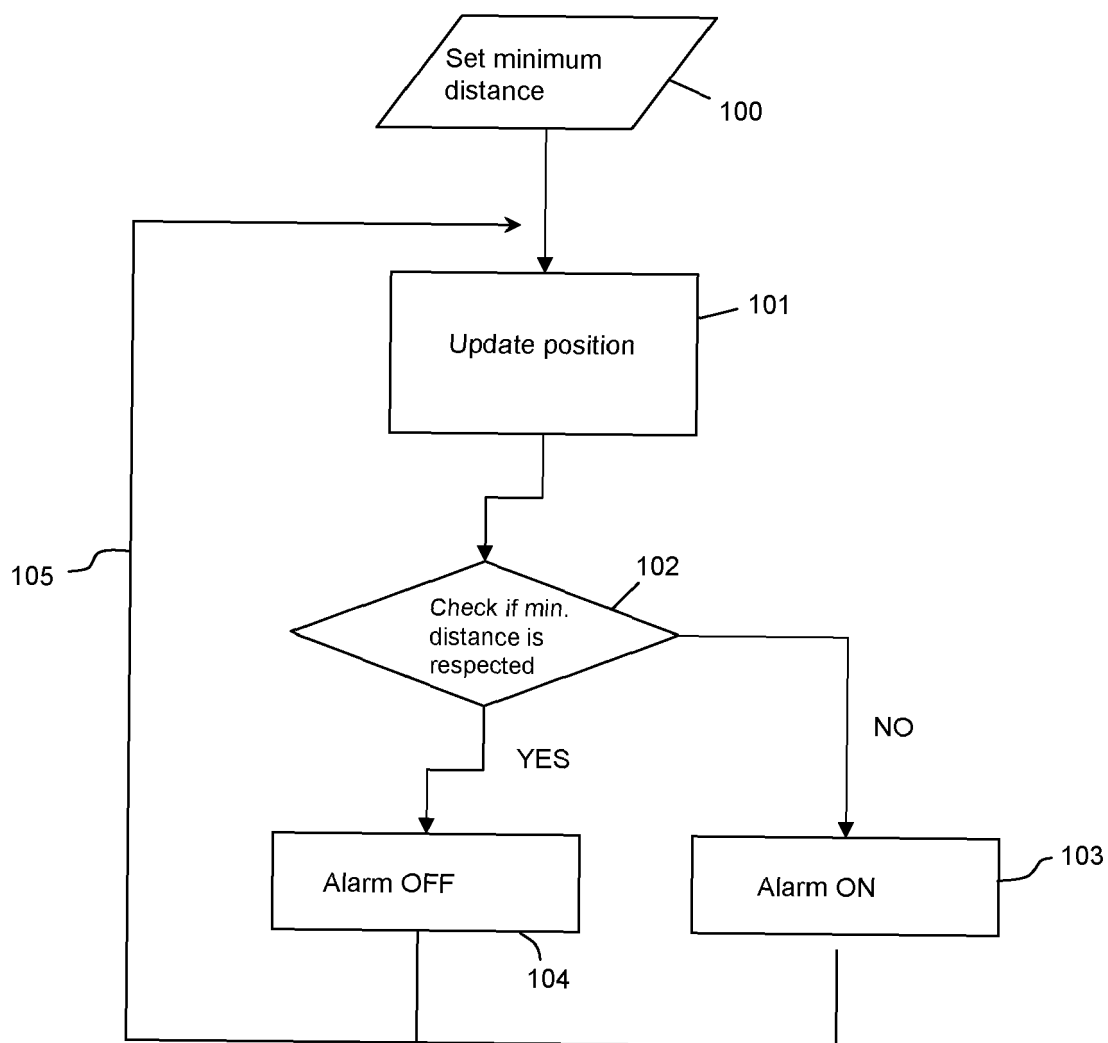 Set minimum
distance
100
101
Update position
105
102
Check if min.
distance is
respected
NO
YES
Alarm OFF
Alarm ON
103
104